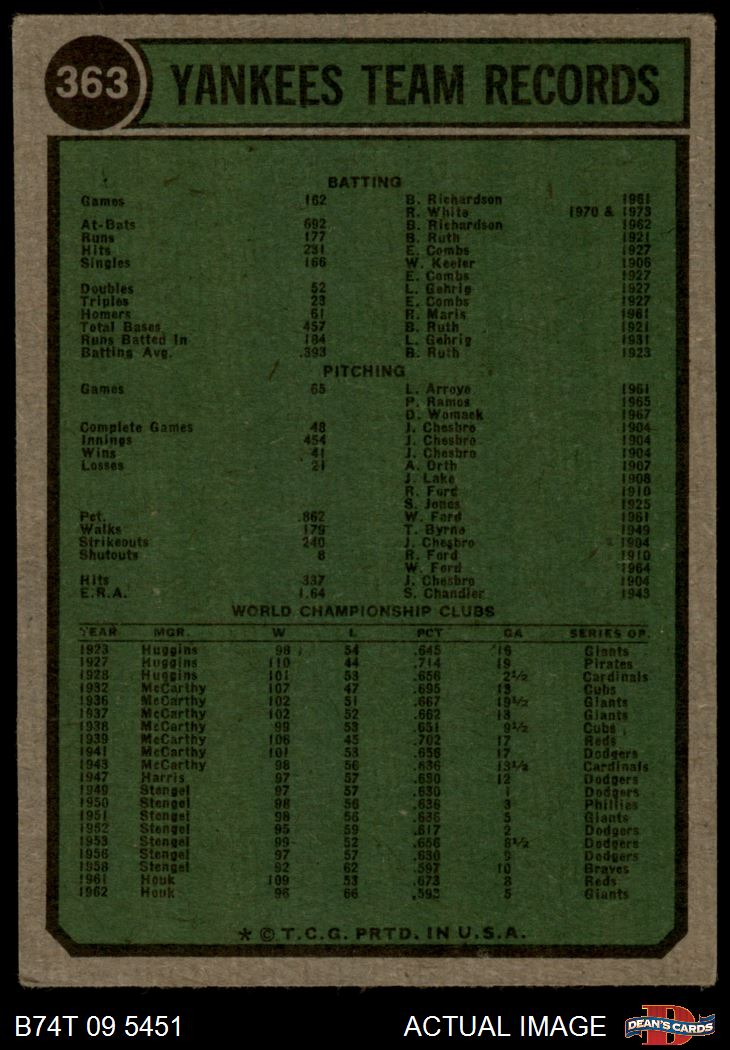 363 YANKEES TEAM RECORDS
BATTING
Games 162 B. Richardson 1961
R. White 1970 & 1973
At-Bats 692 B. Richardson 1962
Runs 177 B. Ruth 1921
Hits 231 E. Combs 1927
Singles 166 W. Keeler 1906
E. Combs 1927
Doubles 52 L. Gehrig 1927
Triples 23 E. Combs 1927
Homers 61 R. Maris 1961
Total Bases 457 B. Ruth 1921
Runs Batted In 184 L. Gehrig 1931
Batting Avg. .393 B. Ruth 1923
PITCHING
Games 65 L. Arroyo 1961
P. Ramos 1965
D. Womack 1967
Complete Games 48 J. Chesbro 1904
Innings 454 J. Chesbro 1904
Wins 41 J. Chesbro 1904
Losses 21 A. Orth 1907
J. Lake 1908
R. Ford 1910
S. Jones 1925
Pct. .862 W. Ford 1961
Walks 179 T. Byrne 1949
Strikeouts 240 J. Chesbro 1904
Shutouts 8 R. Ford 1910
W. Ford 1964
Hits 337 J. Chesbro 1904
E.R.A. 1.64 S. Chandler 1943
WORLD CHAMPIONSHIP CLUBS
YEAR MGR. W L PCT GA SERIES OP.
1923 Huggins 98 54 .645 16 Giants
1927 Huggins 110 44 .714 19 Pirates
1928 Huggins 101 53 .656 2½ Cardinals
1932 McCarthy 107 47 .695 13 Cubs
1936 McCarthy 102 51 .667 19½ Giants
1937 McCarthy 102 52 .662 13 Giants
1938 McCarthy 99 53 .651 9½ Cubs
1939 McCarthy 106 45 .702 17 Reds
1941 McCarthy 101 53 .656 17 Dodgers
1943 McCarthy 98 56 .636 13½ Cardinals
1947 Harris 97 57 .630 12 Dodgers
1949 Stengel 97 57 .630 1 Dodgers
1950 Stengel 98 56 .636 3 Phillies
1951 Stengel 98 56 .636 5 Giants
1952 Stengel 95 59 .617 2 Dodgers
1953 Stengel 99 52 .656 8½ Dodgers
1956 Stengel 97 57 .630 9 Dodgers
1958 Stengel 92 62 .597 10 Braves
1961 Houk 109 53 .673 8 Reds
1962 Houk 96 66 .593 5 Giants
* © T.C.G. PRTD. IN U.S.A.
B74T 09 5451 ACTUAL IMAGE DEAN'S CARDS